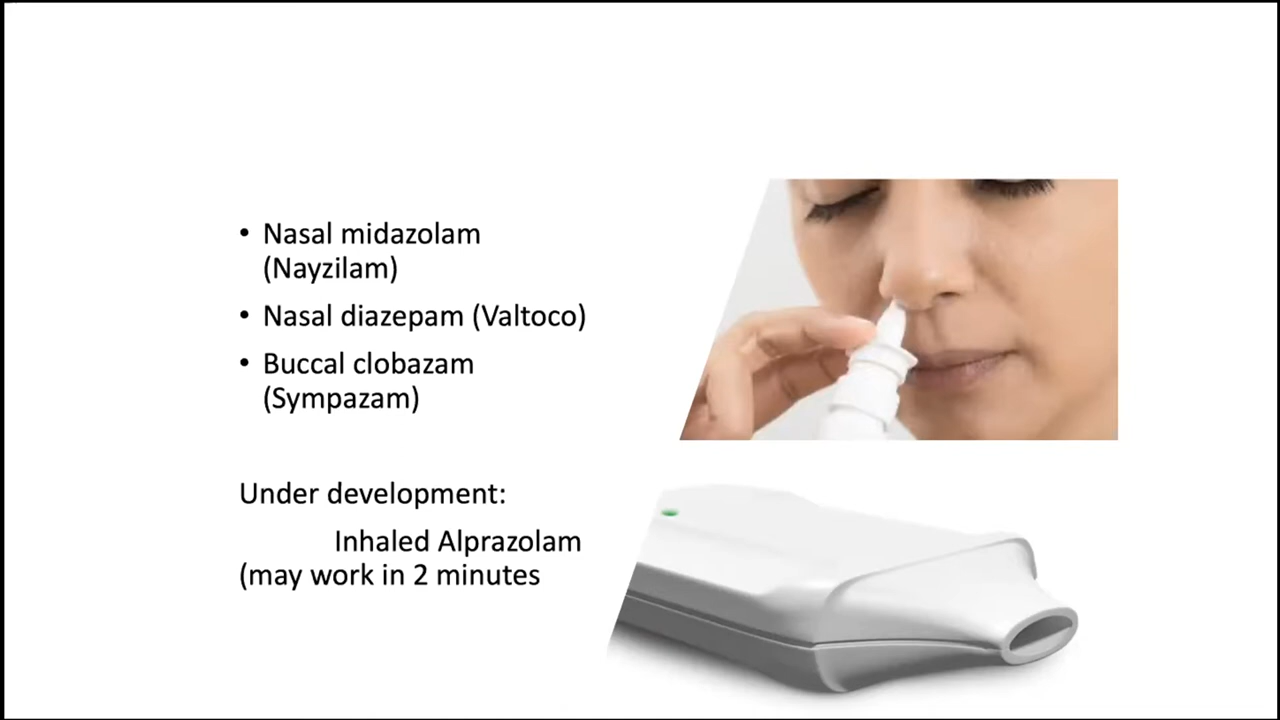 • Nasal midazolam
(Nayzilam)
• Nasal diazepam (Valtoco)
• Buccal clobazam
(Sympazam)
Under development:
Inhaled Alprazolam
(may work in 2 minutes